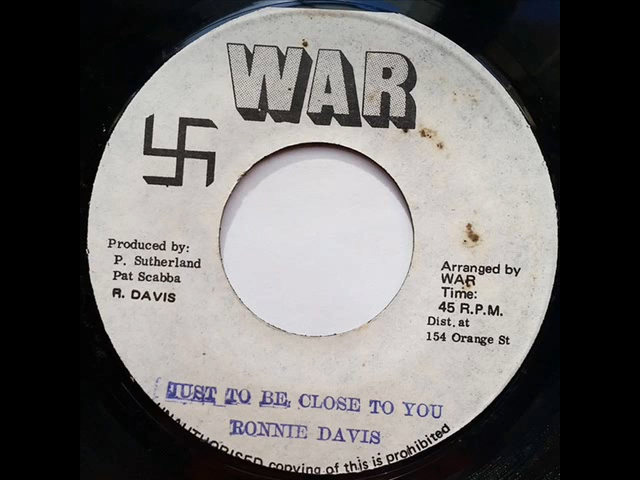 WAR
Produced by:
P. Sutherland
Pat Scabba
R. DAVIS
Arranged by
WAR
Time:
45 R.P.M.
Dist. at
154 Orange St
JUST TO BE CLOSE TO YOU
RONNIE DAVIS
UNAUTHORISED copying of this is prohibited